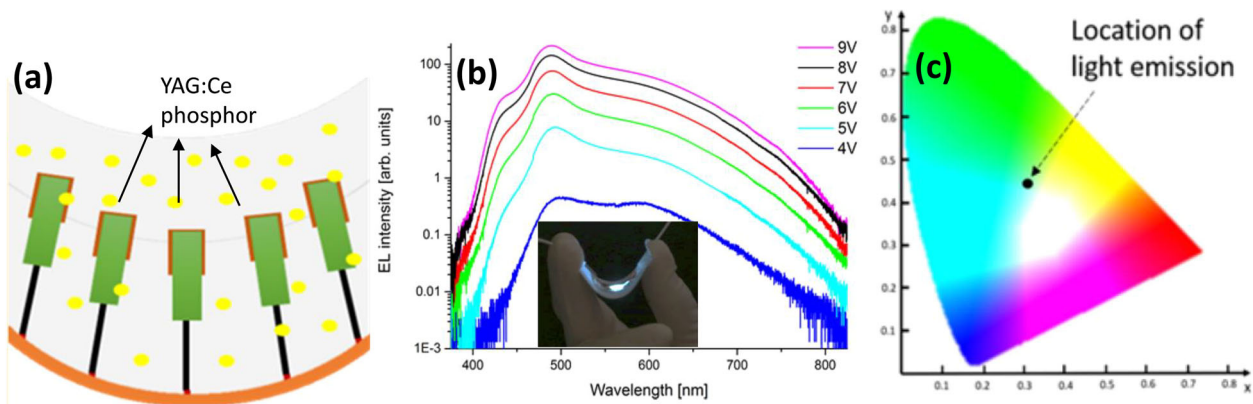 (a)
YAG:Ce
phosphor
(b)
EL intensity [arb. units]
100
10
1
0.1
0.01
1E-3
400
500
600
700
800
Wavelength [nm]
9V
8V
7V
6V
5V
4V
(c)
y
Location of
light emission
0.8
0.7
0.6
0.5
0.4
0.3
0.2
0.1
0.1
0.2
0.3
0.4
0.5
0.6
0.7
x